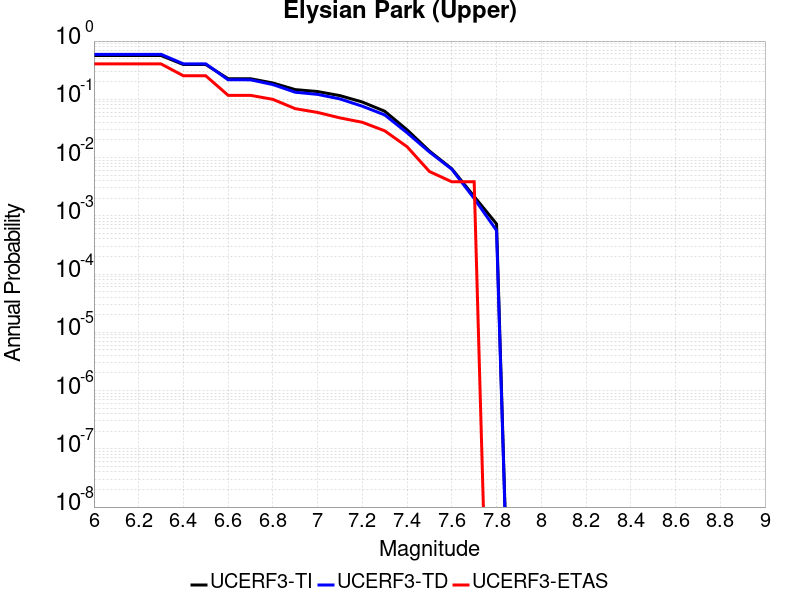 Elysian Park (Upper)
10^0
10^-1
10^-2
10^-3
10^-4
10^-5
10^-6
10^-7
10^-8
Annual Probability
6 6.2 6.4 6.6 6.8 7 7.2 7.4 7.6 7.8 8 8.2 8.4 8.6 8.8 9
Magnitude
UCERF3-TI UCERF3-TD UCERF3-ETAS